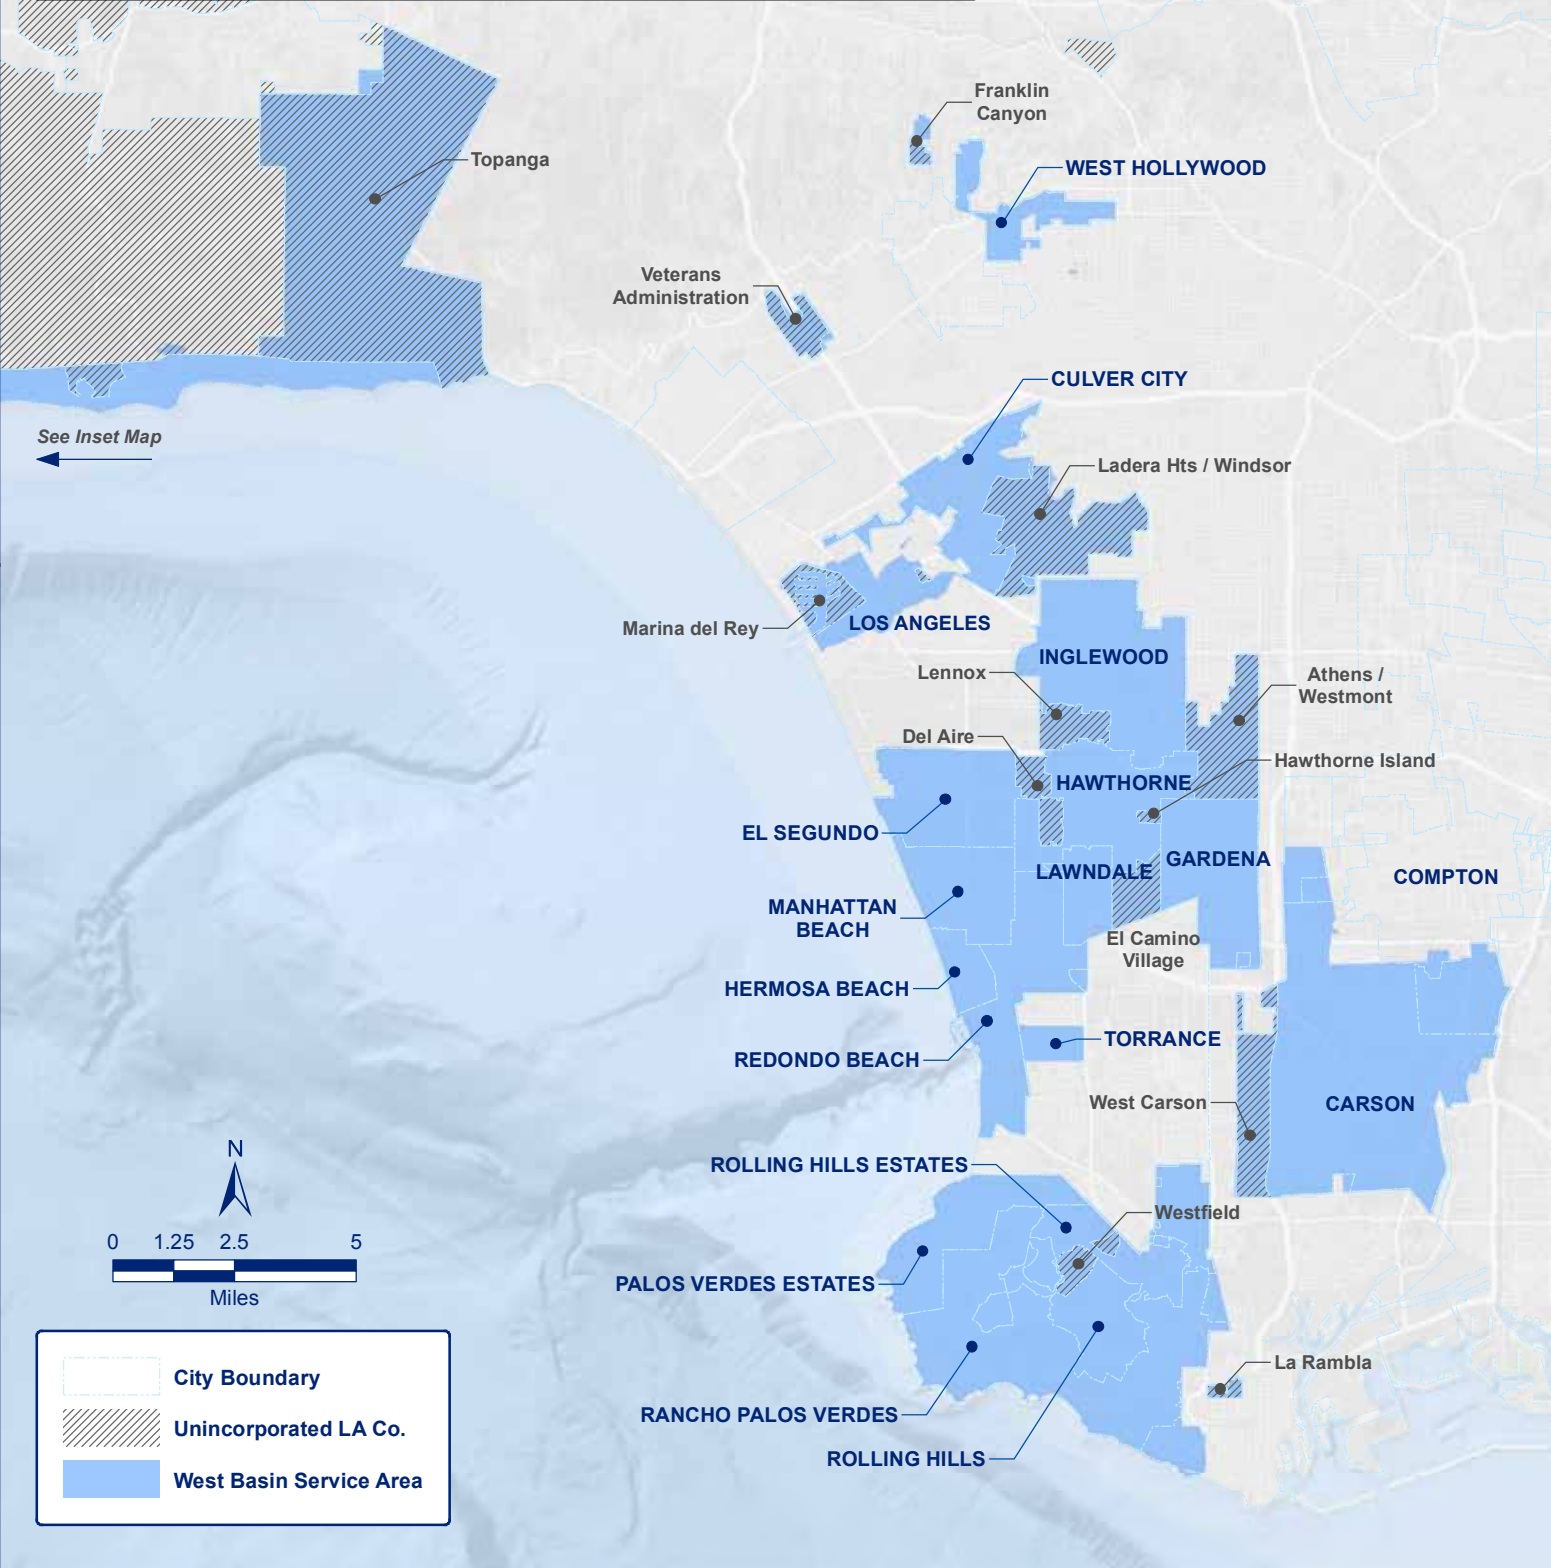 Franklin
Canyon
Topanga
WEST HOLLYWOOD
Veterans
Administration
CULVER CITY
See Inset Map
Ladera Hts / Windsor
Marina del Rey
LOS ANGELES
INGLEWOOD
Lennox
Athens /
Westmont
Del Aire
Hawthorne Island
HAWTHORNE
EL SEGUNDO
GARDENA
LAWNDALE
COMPTON
MANHATTAN
BEACH
El Camino
Village
HERMOSA BEACH
TORRANCE
REDONDO BEACH
West Carson
CARSON
N
ROLLING HILLS ESTATES
Westfield
0 1.25 2.5 5
Miles
PALOS VERDES ESTATES
La Rambla
RANCHO PALOS VERDES
ROLLING HILLS
City Boundary
Unincorporated LA Co.
West Basin Service Area